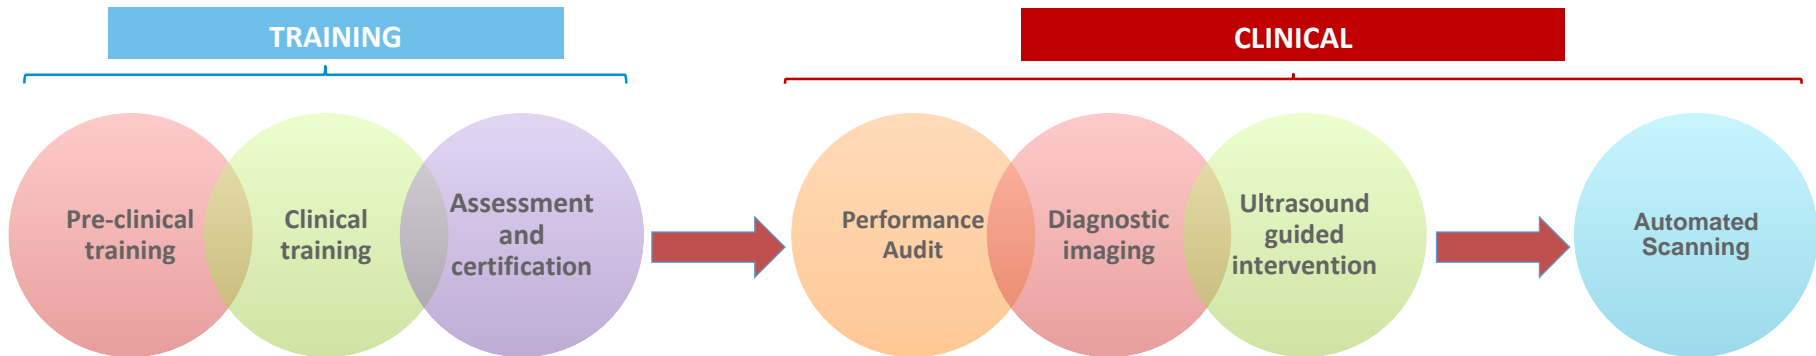 TRAINING
CLINICAL
Pre-clinical
training
Clinical
training
Assessment
and
certification
Performance
Audit
Diagnostic
imaging
Ultrasound
guided
intervention
Automated
Scanning